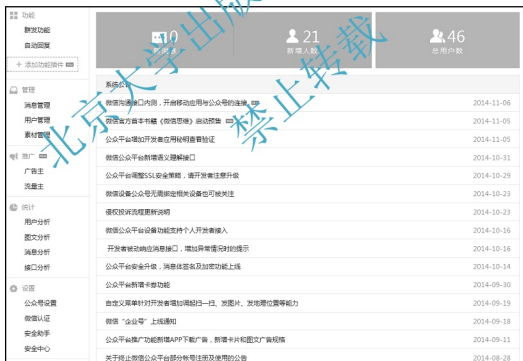 功能
群发功能
自动回复
+ 添加功能插件
管理
消息管理
用户管理
素材管理
推广
广告主
流量主
统计
用户分析
图文分析
消息分析
接口分析
设置
公众号设置
微信认证
安全助手
安全中心
0
21
新增人数
46
总用户数
系统公告
微信沟通接口内测，开启移动应用与公众号的连接 2014-11-06
微信官方首本书籍《微信思维》启动预售 2014-11-05
公众平台增加开发者应用秘钥查看验证 2014-11-05
微信公众平台新增语义理解接口 2014-10-31
公众平台调整SSL安全策略，请开发者注意升级 2014-10-29
微信设备公众号无需绑定相关设备也可被关注 2014-10-23
侵权投诉流程更新说明 2014-10-23
微信公众平台设备功能支持个人开发者接入 2014-10-16
开发者被动响应消息接口，增加异常情况时的提示 2014-10-16
公众平台安全升级，消息体签名及加密功能上线 2014-10-14
公众平台新增卡券功能 2014-09-30
自定义菜单针对开发者增加调起扫一扫、发图片、发地理位置等能力 2014-09-19
微信“企业号”上线通知 2014-09-18
公众平台推广功能新增APP下载广告，新增卡片和图文广告规格 2014-09-11
关于终止微信公众平台部分帐号注册及使用的公告 2014-08-28
北京大学出版
禁止转载